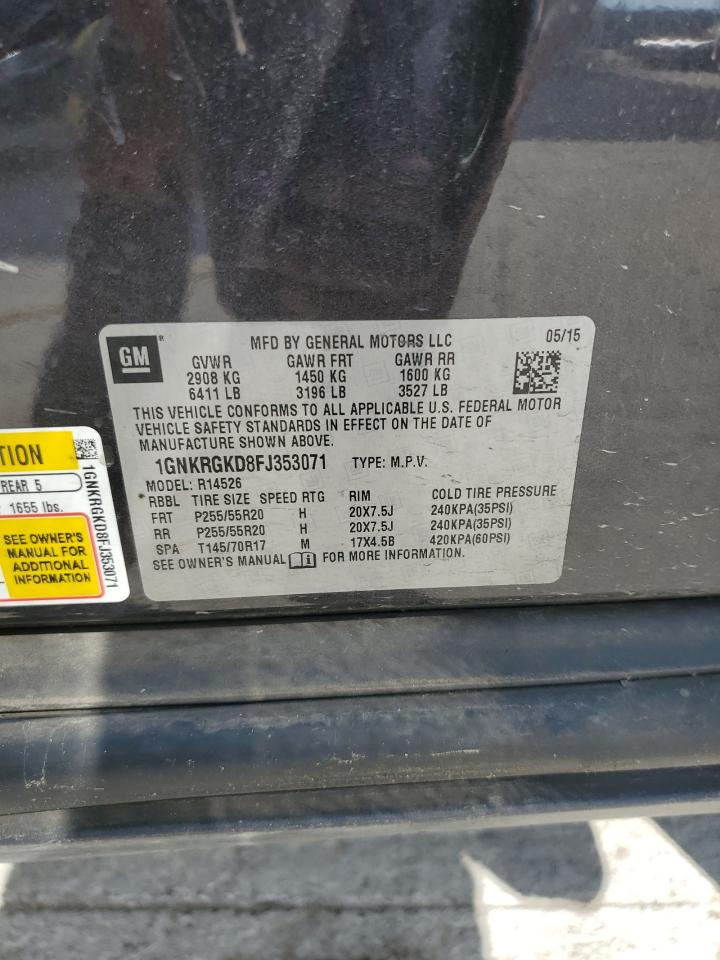 GM
MFD BY GENERAL MOTORS LLC 05/15
GVWR GAWR FRT GAWR RR
2908 KG 1450 KG 1600 KG
6411 LB 3196 LB 3527 LB
THIS VEHICLE CONFORMS TO ALL APPLICABLE U.S. FEDERAL MOTOR
VEHICLE SAFETY STANDARDS IN EFFECT ON THE DATE OF
MANUFACTURE SHOWN ABOVE.
1GNKRGKD8FJ353071 TYPE: M.P.V.
MODEL: R14526
RBBL TIRE SIZE SPEED RTG RIM COLD TIRE PRESSURE
FRT P255/55R20 H 20X7.5J 240KPA(35PSI)
RR P255/55R20 H 20X7.5J 240KPA(35PSI)
SPA T145/70R17 M 17X4.5B 420KPA(60PSI)
SEE OWNER'S MANUAL FOR MORE INFORMATION.
TION
REAR 5
1655 lbs.
SEE OWNER'S
MANUAL FOR
ADDITIONAL
INFORMATION
1GNKRGKD8FJ353071